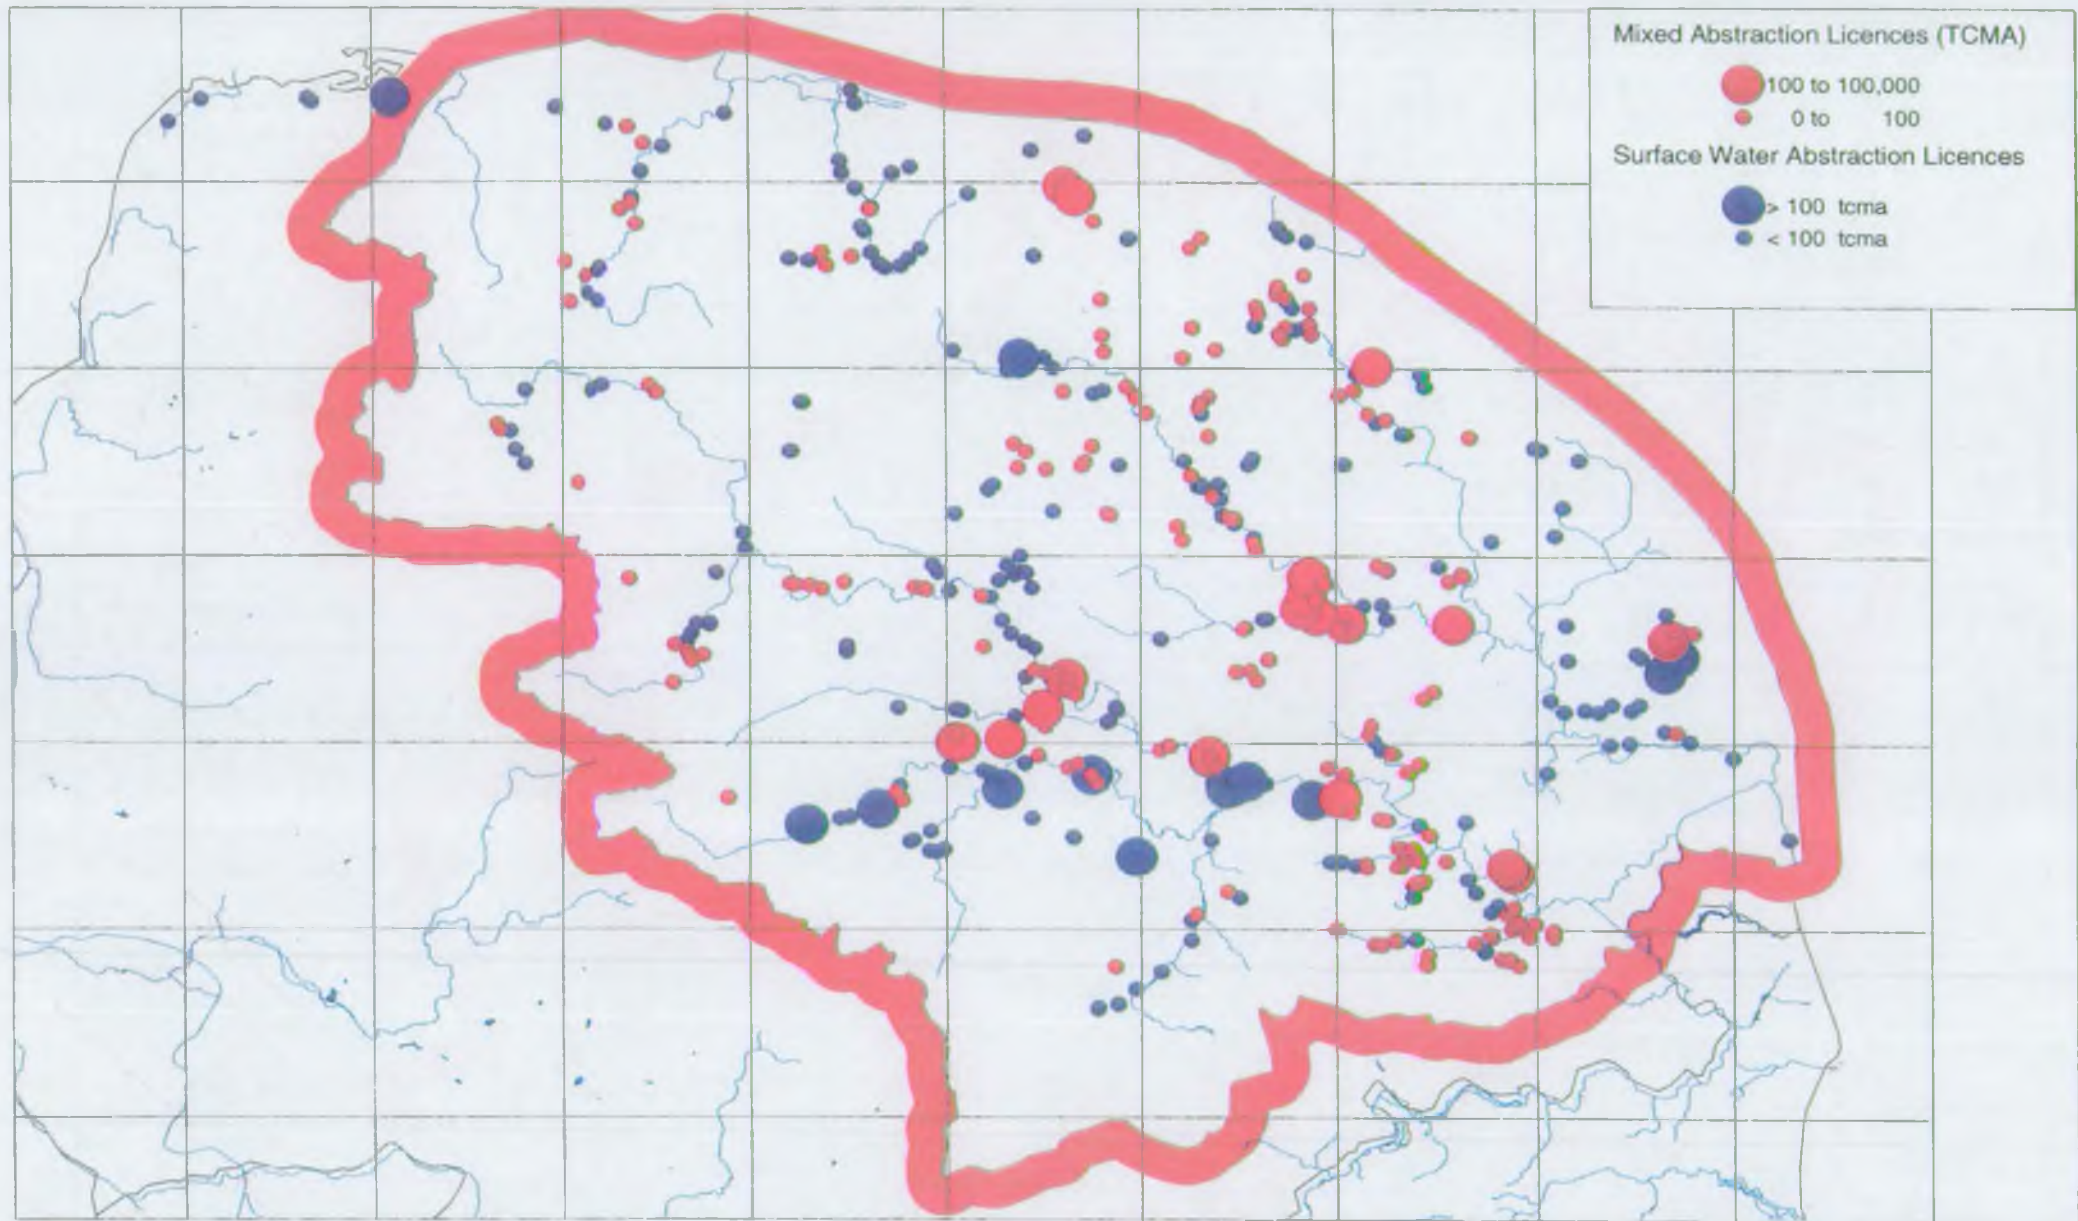 Mixed Abstraction Licences (TCMA)
100 to 100,000
0 to 100
Surface Water Abstraction Licences
> 100 tcma
< 100 tcma